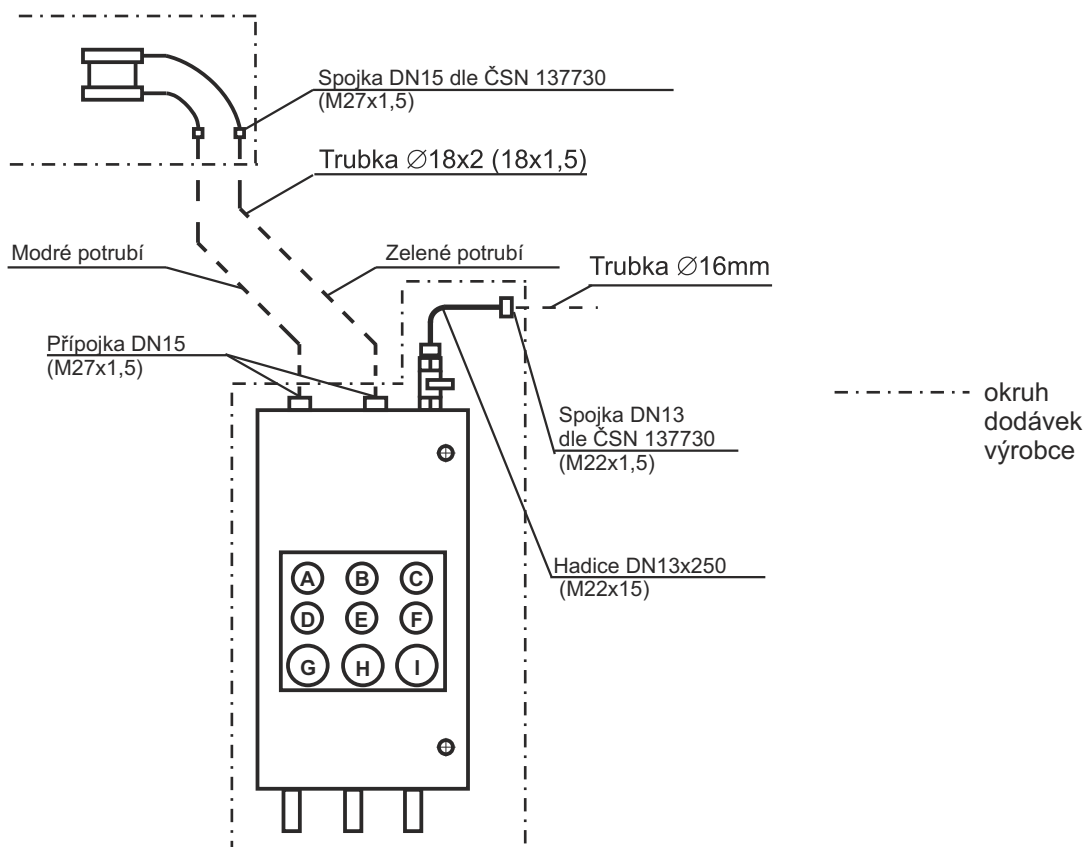 Spojka DN15 dle ČSN 137730
(M27x1,5)
Trubka ∅18x2 (18x1,5)
Modré potrubí
Zelené potrubí
Trubka ∅16mm
Přípojka DN15
(M27x1,5)
okruh
dodávek
výrobce
Spojka DN13
dle ČSN 137730
(M22x1,5)
Hadice DN13x250
(M22x15)
A B C
D E F
G H I